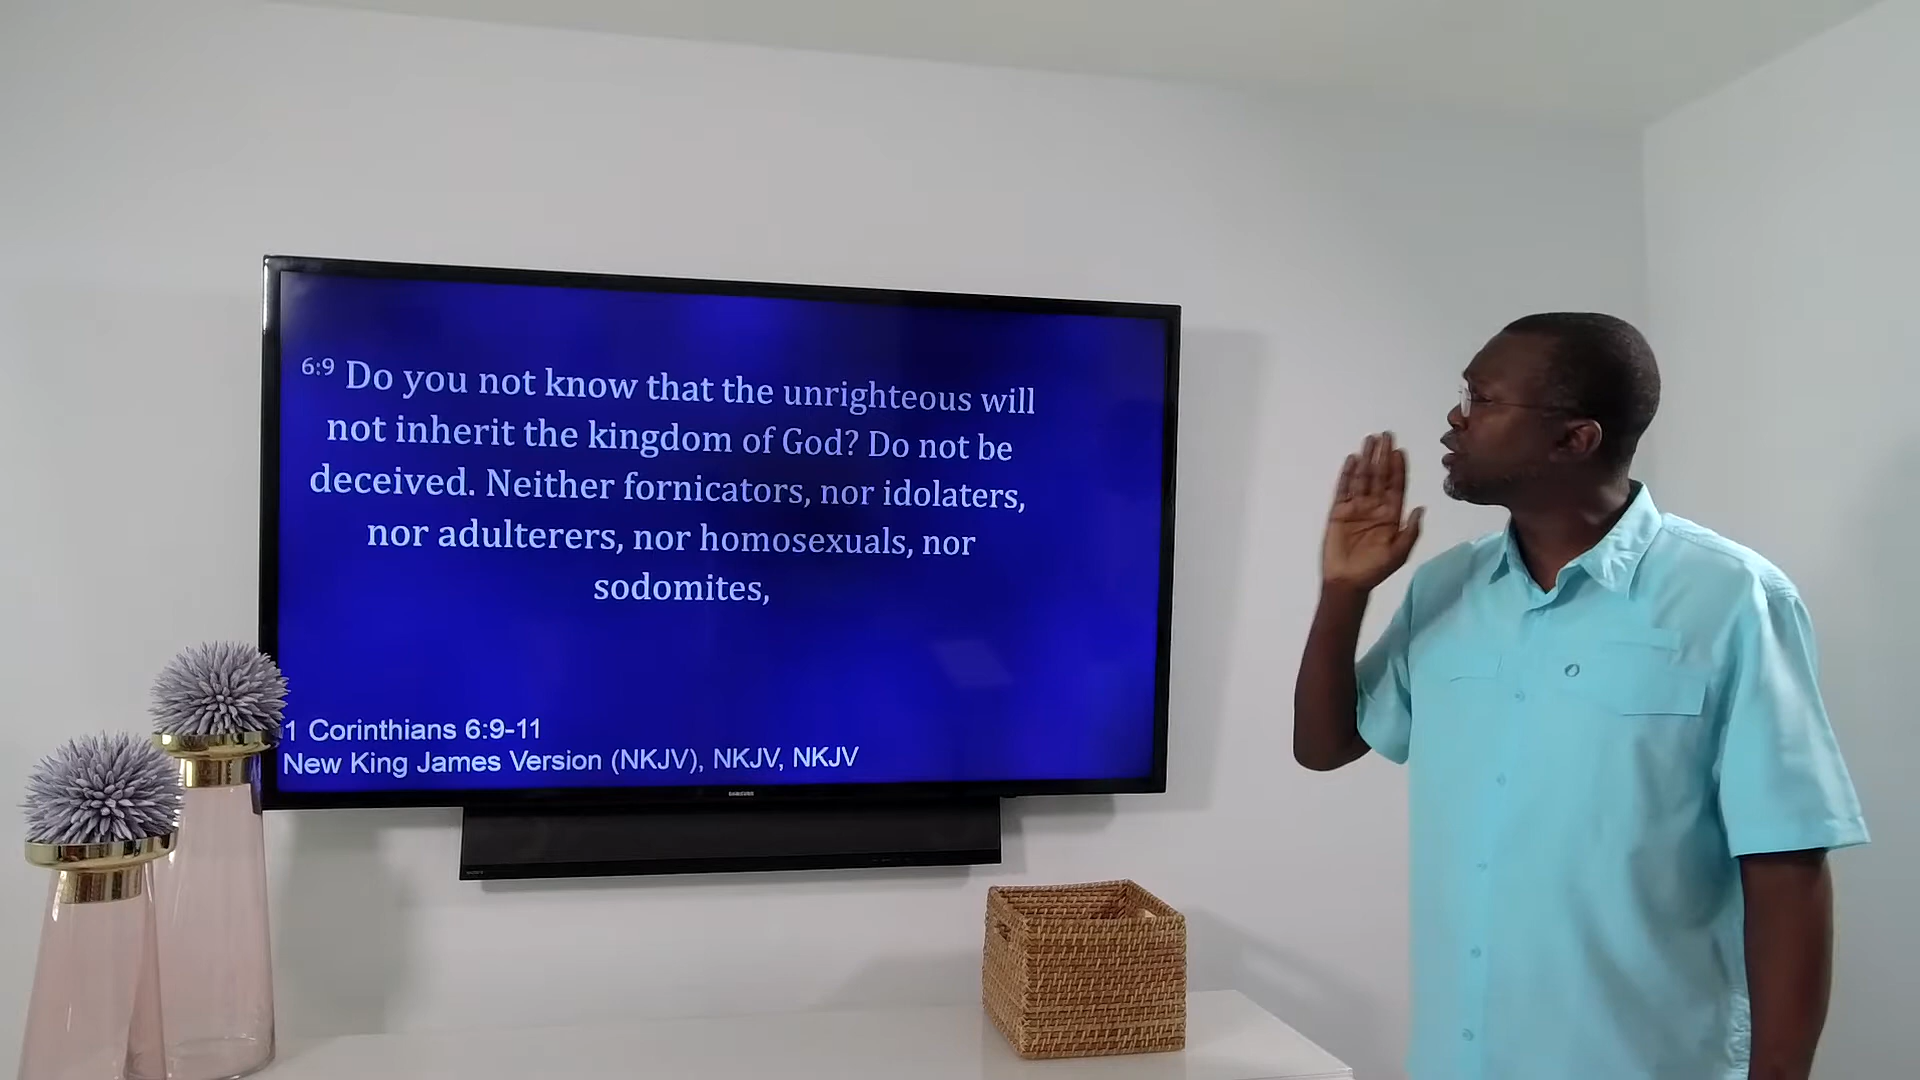 6:9 Do you not know that the unrighteous will
not inherit the kingdom of God? Do not be
deceived. Neither fornicators, nor idolaters,
nor adulterers, nor homosexuals, nor
sodomites,
1 Corinthians 6:9-11
New King James Version (NKJV), NKJV, NKJV
SAMSUNG